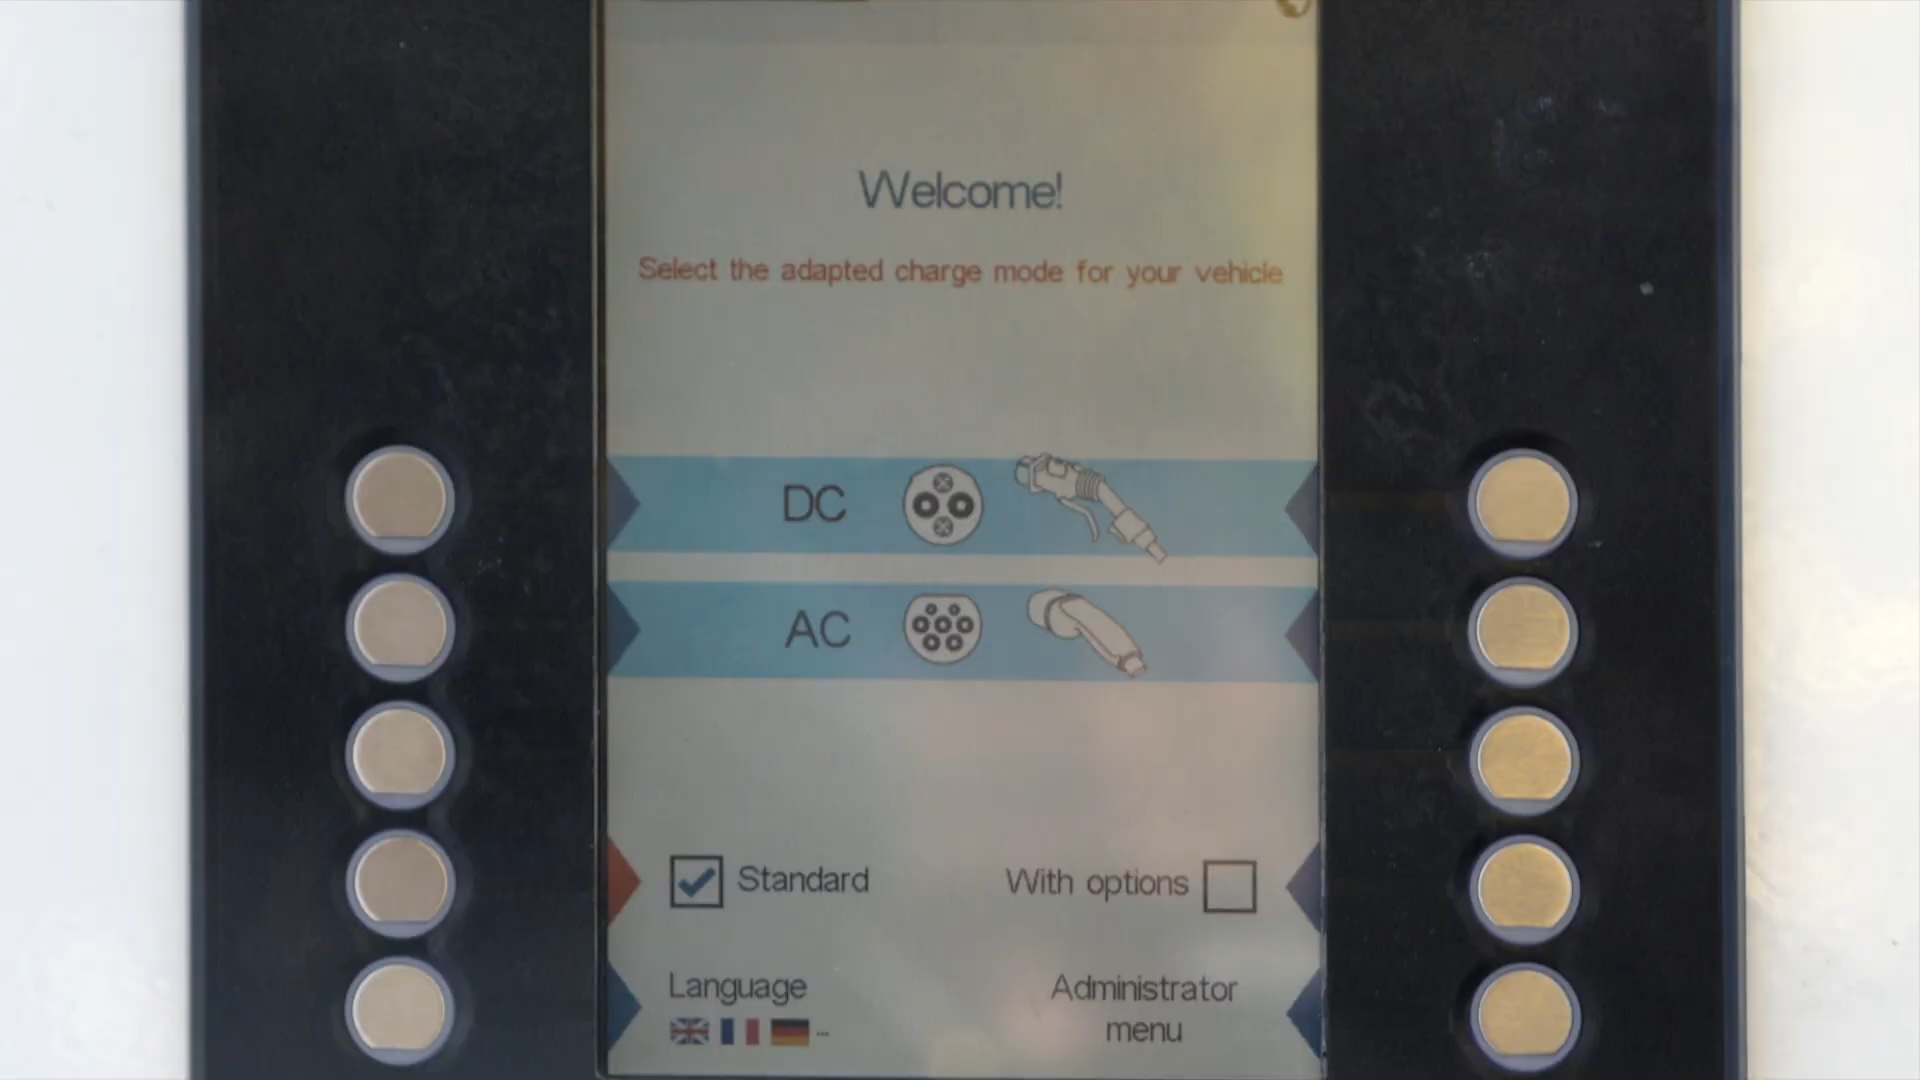 Welcome!
Select the adapted charge mode for your vehicle
DC
AC
Standard
With options
Language
Administrator
menu